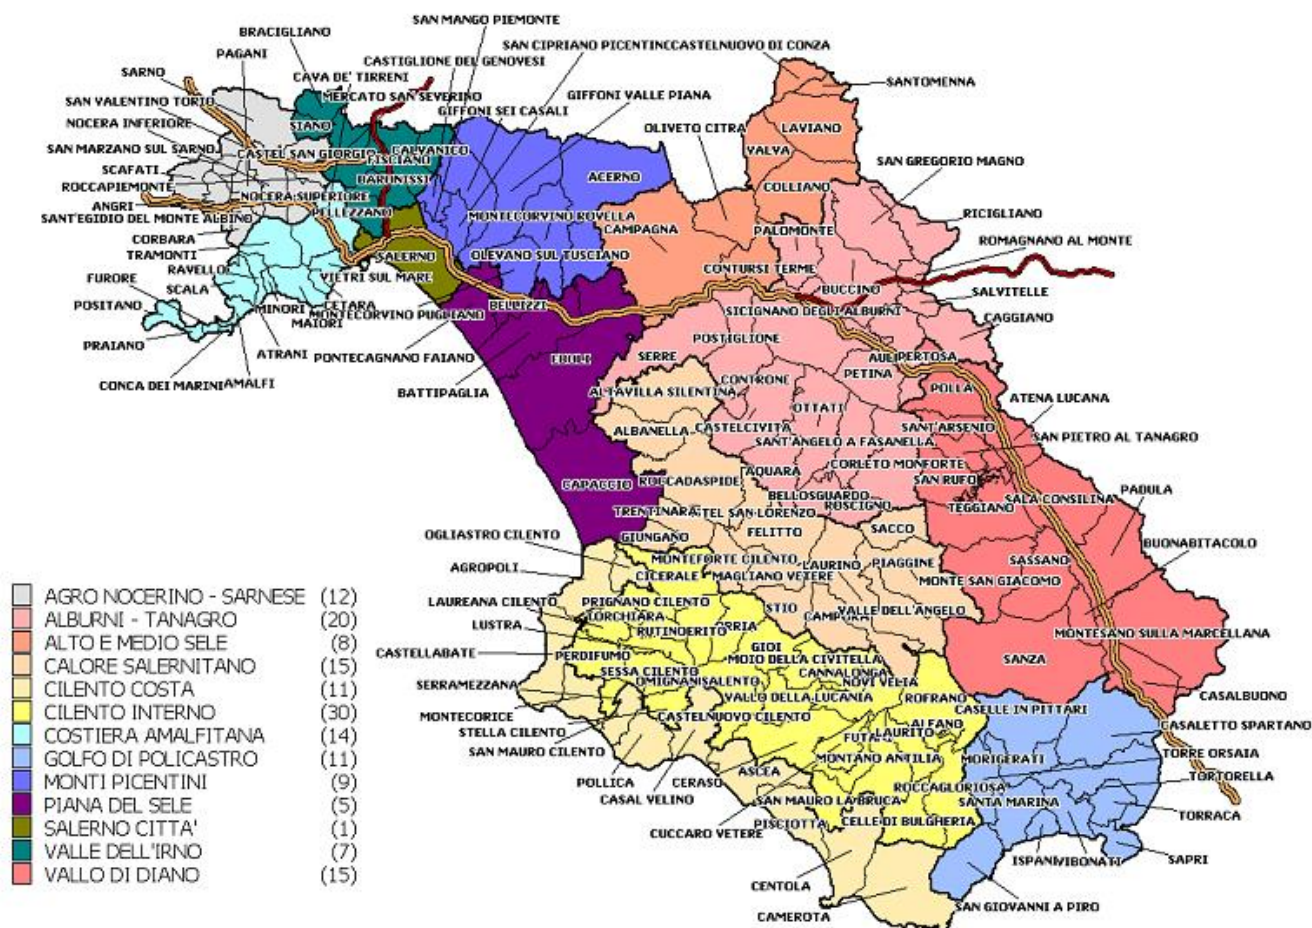 SAN MANGO PIEMONTE
BRACIGLIANO
SAN CIPRIANO PICENTINO
CASTELNUOVO DI CONZA
PAGANI
CASTIGLIONE DEL GENOVESI
SARNO
CAVA DE' TIRRENI
SANTOMENNA
MERCATO SAN SEVERINO
GIFFONI VALLE PIANA
SAN VALENTINO TORIO
GIFFONI SEI CASALI
NOCERA INFERIORE
SIANO
OLIVETO CITRA
LAVIANO
SAN MARZANO SUL SARNO
CASTEL SAN GIORGIO
CALVANICO
VALVA
FISCIANO
SAN GREGORIO MAGNO
SCAFATI
BARONISSI
ACERNO
ROCCAPIEMONTE
COLLIANO
NOCERA SUPERIORE
ANGRI
PELLEZZANO
MONTECORVINO ROVELLA
RICIGLIANO
SANT'EGIDIO DEL MONTE ALBINO
CAMPAGNA
PALOMONTE
CORBARA
ROMAGNANO AL MONTE
TRAMONTI
SALERNO
OLEVANO SUL TUSCIANO
RAVELLO
VIETRI SUL MARE
CONTURSI TERME
FURORE
SCALA
BUCCINO
SALVITELLE
POSITANO
MINORI
CETARA
BELLIZZI
MONTECORVINO PUGLIANO
SICIGNANO DEGLI ALBURNI
CAGGIANO
MAIORI
PRAIANO
ATRANI
PONTECAGNANO FAIANO
POSTIGLIONE
EBOLI
SERRE
PERTOSA
PETINA
CONCA DEI MARINI
AMALFI
BATTIPAGLIA
ALTAVILLA SILENTINA
CONTRONE
POLLA
ATENA LUCANA
OTTATI
ALBANELLA
CASTELCIVITA
SANT'ARSENIO
SAN PIETRO AL TANAGRO
SANT'ANGELO A FASANELLA
CORLETO MONFORTE
CAPACCIO
ROCCADASPIDE
AQUARA
SAN RUFO
PADULA
BELLOSGUARDO
SALA CONSILINA
ROSCIGNO
TEGGIANO
TRENTINARA
CASTEL SAN LORENZO
SACCO
OGLIASTRO CILENTO
GIUNGANO
FELITTO
BUONABITACOLO
MONTEFORTE CILENTO
SASSANO
AGROPOLI
CICERALE
LAURINO
PIAGGINE
MAGLIANO VETERE
MONTE SAN GIACOMO
LAUREANA CILENTO
PRIGNANO CILENTO
STIO
VALLE DELL'ANGELO
TORCHIARA
CAMPORA
LUSTRA
RUTINO
ORRIA
MONTESANO SULLA MARCELLANA
CASTELLABATE
PERDIFUMO
GIOI
MOIO DELLA CIVITELLA
SANZA
SESSA CILENTO
CANNALONGA
SERRAMEZZANA
OMIGNANO
SALENTO
NOVI VELIA
VALLO DELLA LUCANIA
ROFRANO
CASALBUONO
MONTECORICE
CASTELNUOVO CILENTO
CASELLE IN PITTARI
STELLA CILENTO
ALFANO
CASALETTO SPARTANO
SAN MAURO CILENTO
FUTANI
LAURITO
MONTANO ANTILIA
MORIGERATI
TORRE ORSAIA
POLLICA
CERASO
ASCEA
TORTORELLA
CASAL VELINO
ROCCAGLORIOSA
SAN MAURO LA BRUCA
SANTA MARINA
TORRACA
CUCCARO VETERE
PISCIOTTA
CELLE DI BULGHERIA
ISPANI
VIBONATI
SAPRI
CENTOLA
SAN GIOVANNI A PIRO
CAMEROTA
AGRO NOCERINO - SARNESE (12)
ALBURNI - TANAGRO (20)
ALTO E MEDIO SELE (8)
CALORE SALERNITANO (15)
CILENTO COSTA (11)
CILENTO INTERNO (30)
COSTIERA AMALFITANA (14)
GOLFO DI POLICASTRO (11)
MONTI PICENTINI (9)
PIANA DEL SELE (5)
SALERNO CITTA' (1)
VALLE DELL'IRNO (7)
VALLO DI DIANO (15)